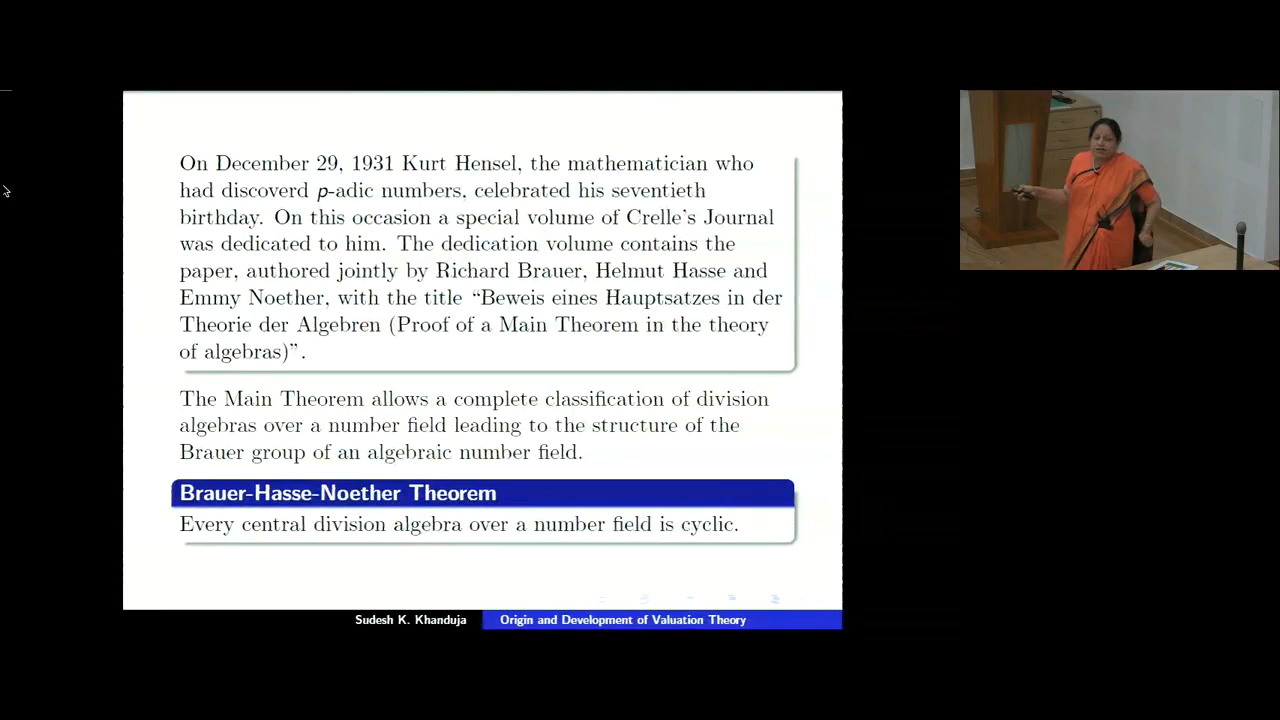 On December 29, 1931 Kurt Hensel, the mathematician who
had discoverd p-adic numbers, celebrated his seventieth
birthday. On this occasion a special volume of Crelle's Journal
was dedicated to him. The dedication volume contains the
paper, authored jointly by Richard Brauer, Helmut Hasse and
Emmy Noether, with the title “Beweis eines Hauptsatzes in der
Theorie der Algebren (Proof of a Main Theorem in the theory
of algebras)”.
The Main Theorem allows a complete classification of division
algebras over a number field leading to the structure of the
Brauer group of an algebraic number field.
Brauer-Hasse-Noether Theorem
Every central division algebra over a number field is cyclic.
Sudesh K. Khanduja
Origin and Development of Valuation Theory